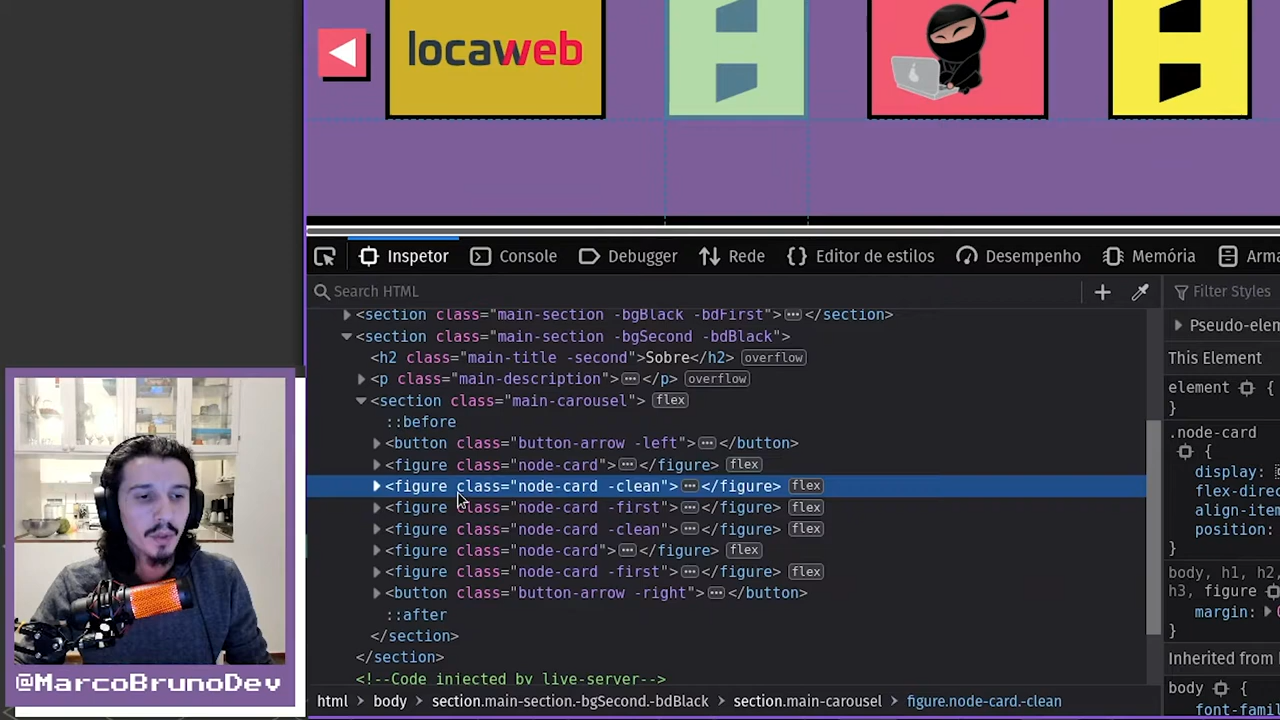 locaweb
Inspetor Console Debugger Rede Editor de estilos Desempenho Memória Arma
Search HTML
Filter Styles
<section class="main-section -bgBlack -bdFirst"></section>
<section class="main-section -bgSecond -bdBlack">
<h2 class="main-title -second">Sobre</h2> overflow
<p class="main-description"></p> overflow
<section class="main-carousel"> flex
::before
<button class="button-arrow -left"></button>
<figure class="node-card"></figure> flex
<figure class="node-card -clean"></figure> flex
<figure class="node-card -first"></figure> flex
<figure class="node-card -clean"></figure> flex
<figure class="node-card"></figure> flex
<figure class="node-card -first"></figure> flex
<button class="button-arrow -right"></button>
::after
</section>
</section>
<!--Code injected by live-server-->
html body section.main-section.-bgSecond.-bdBlack section.main-carousel figure.node-card.-clean
Pseudo-elem
This Element
element {
}
.node-card
{
display:
flex-direc
align-item
position:
}
body, h1, h2,
h3, figure
margin:
}
Inherited from
body {
font-famil
@MarcoBrunoDev